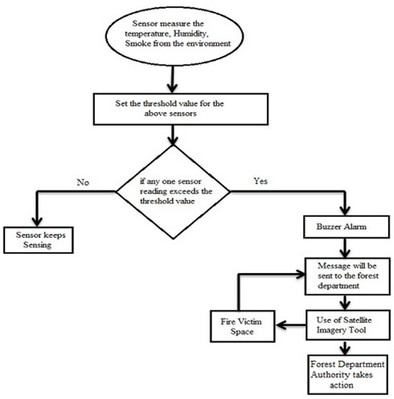 Sensor measure the
temperature, Humidity,
Smoke from the environment
Set the threshold value for the
above sensors
if any one sensor
reading exceeds the
threshold value
No
Yes
Sensor keeps
Sensing
Buzzer Alarm
Message will be
sent to the forest
department
Use of Satellite
Imagery Tool
Fire Victim
Space
Forest Department
Authority takes
action